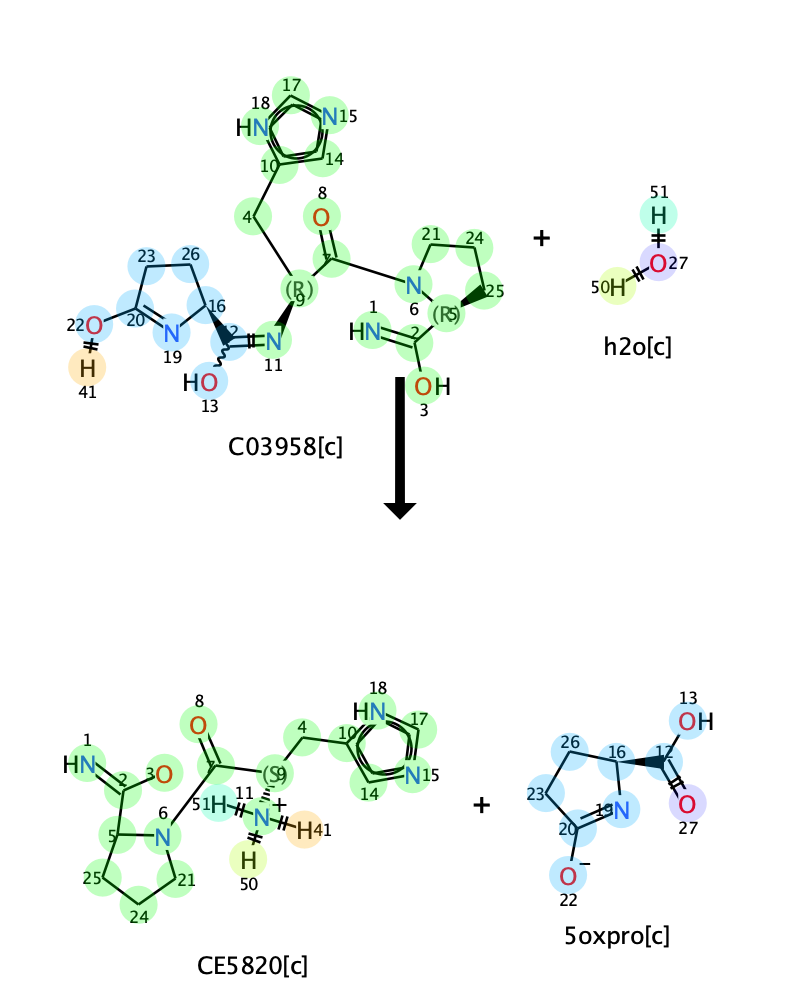 17
18
N 15
HN
10
14
4
8
O
21
24
23
26
7
(R)
9
N
6
25
(R)
5
1
HN
2
16
22 O
20
N
19
12
N
11
H
41
HO
13
OH
3
C03958[c]
+
51
H
O 27
50 H
h2o[c]
18
HN
17
8
O
4
10
N 15
14
1
HN
3 O
2
7
(S)
9
11
51 H
N +
H 41
6
5
N
H
50
25
21
24
CE5820[c]
+
13
OH
26
16
12
23
19 N
O
27
20
O −
22
5oxpro[c]